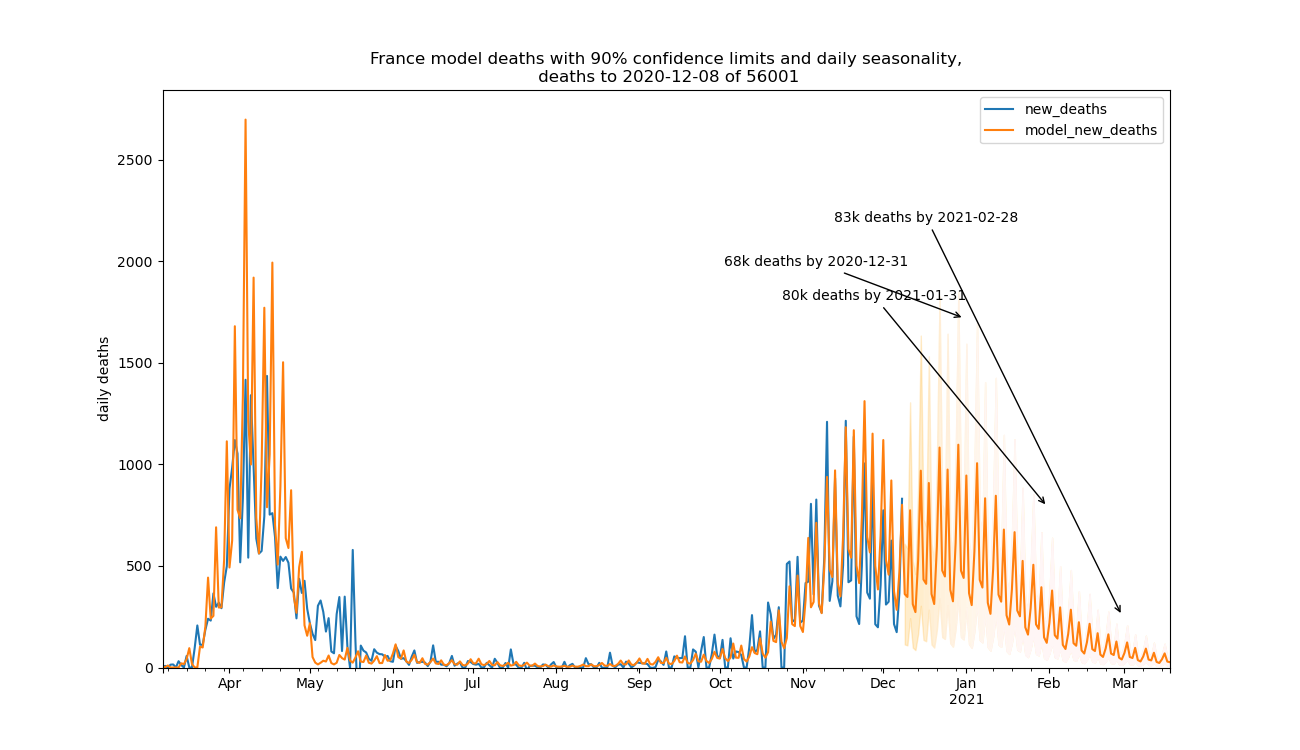 France model deaths with 90% confidence limits and daily seasonality,
deaths to 2020-12-08 of 56001
new_deaths
model_new_deaths
2500
2000
1500
1000
500
0
daily deaths
83k deaths by 2021-02-28
68k deaths by 2020-12-31
80k deaths by 2021-01-31
Apr May Jun Jul Aug Sep Oct Nov Dec Jan Feb Mar
2021